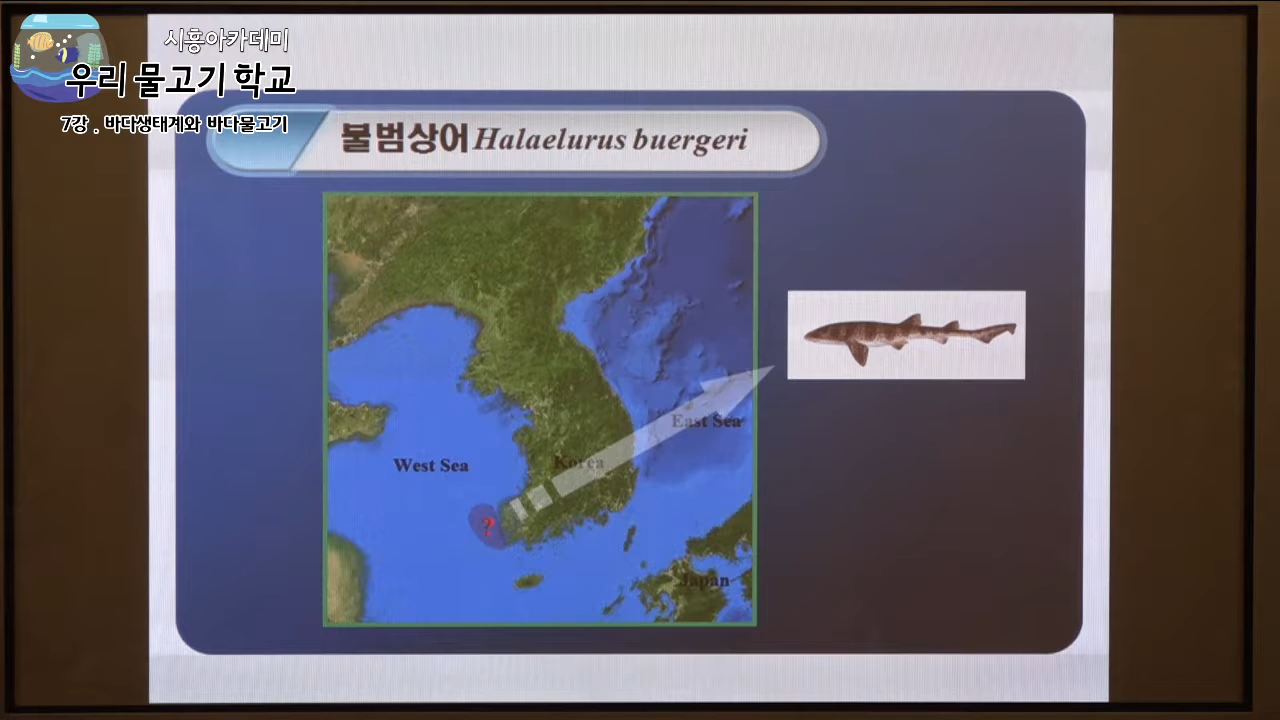 시흥아카데미
우리 물고기 학교
7강 . 바다생태계와 바다물고기
불범상어 Halaelurus buergeri
East Sea
Korea
West Sea
?
Japan